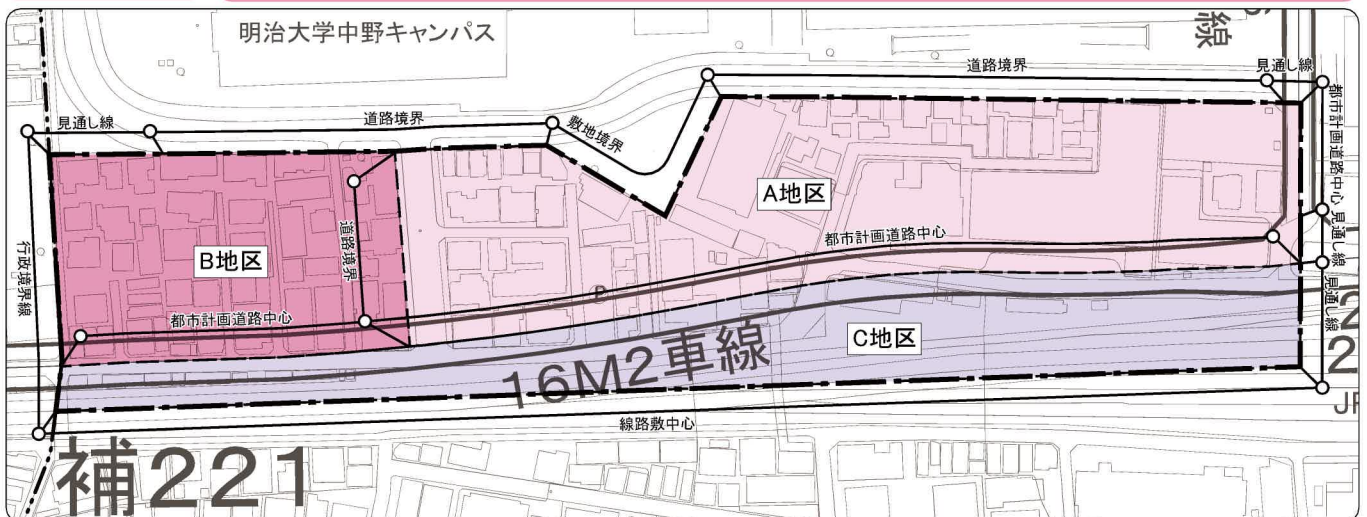 明治大学中野キャンパス
線
道路境界
見通し線
見通し線
道路境界
敷地境界
都市計画道路中心
A地区
見通し線
行政境界線
B地区
道路境界
都市計画道路中心
都市計画道路中心
見通し線
C地区
16M2車線
線路敷中心
補221